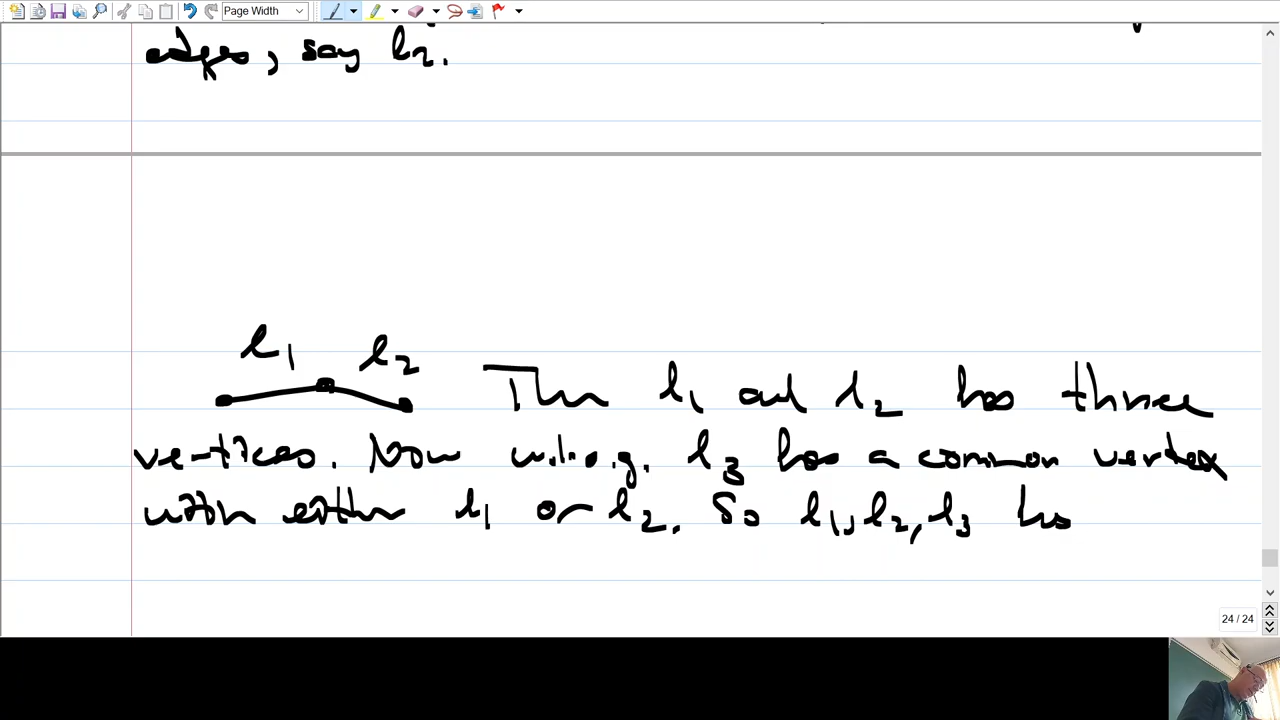 Page Width
edges, say l2.
l1 l2 Then l1 and l2 has three
vertices. Now w.l.o.g. l3 has a common vertex
with either l1 or l2. So l1, l2, l3 has
24 / 24